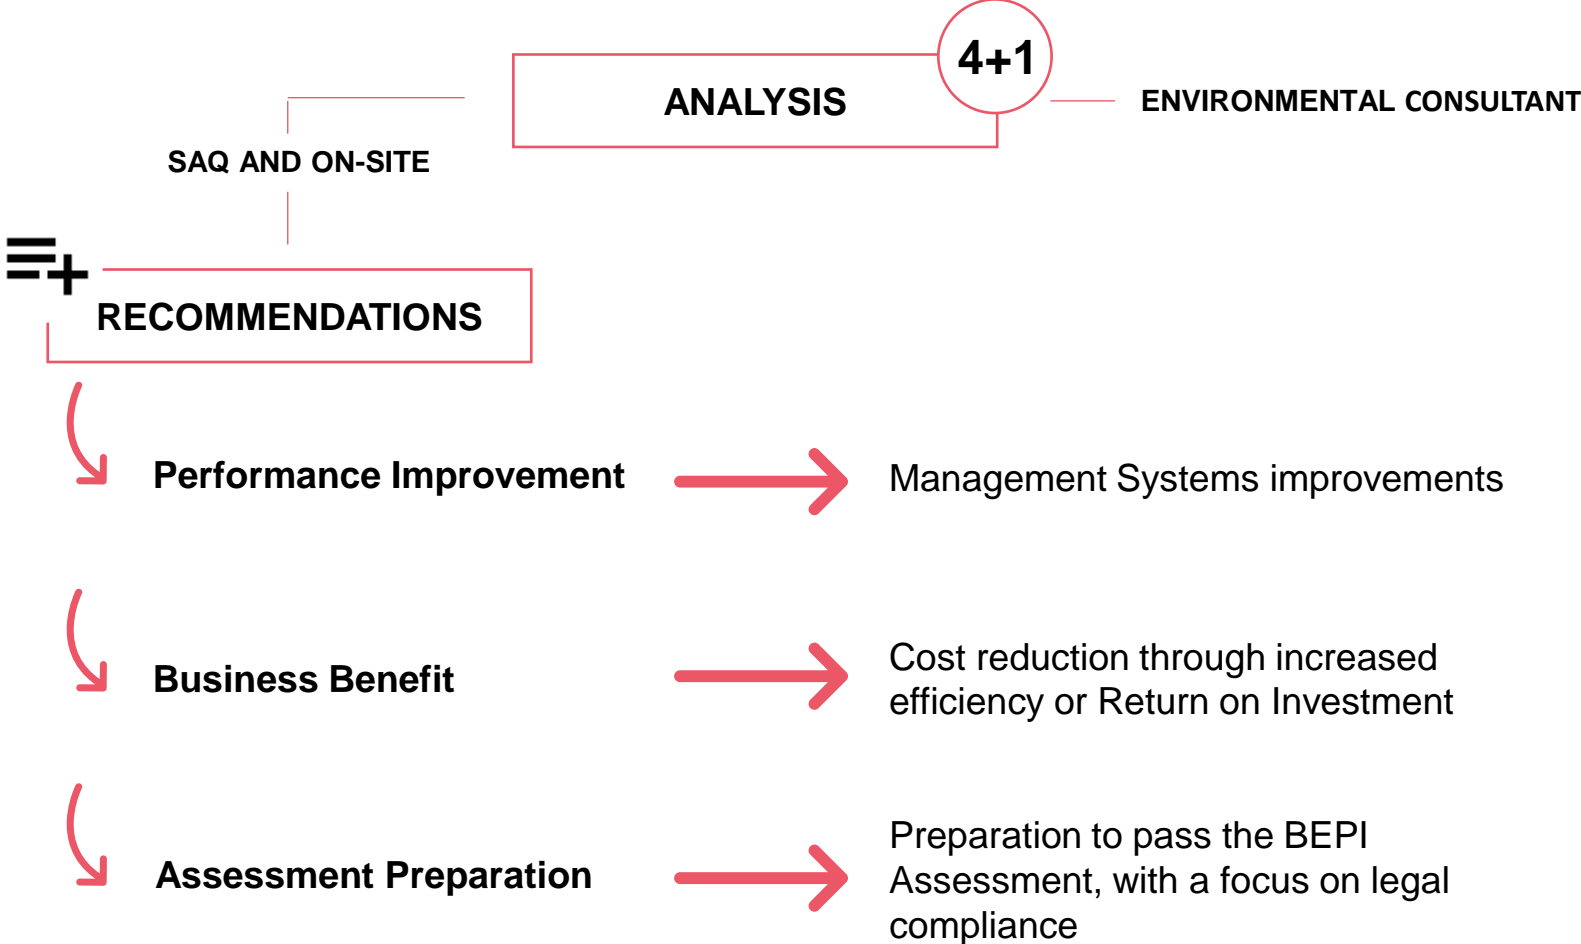 4+1
ANALYSIS
ENVIRONMENTAL CONSULTANT
SAQ AND ON-SITE
RECOMMENDATIONS
Performance Improvement
Management Systems improvements
Business Benefit
Cost reduction through increased
efficiency or Return on Investment
Assessment Preparation
Preparation to pass the BEPI
Assessment, with a focus on legal
compliance